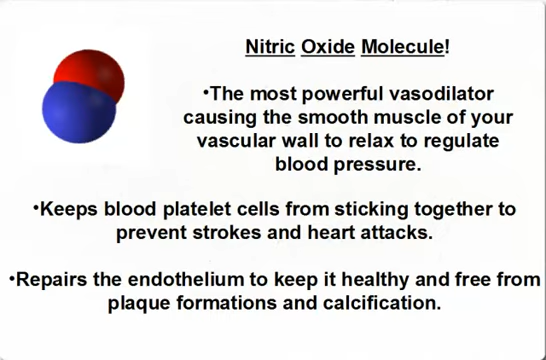 Nitric Oxide Molecule!
•The most powerful vasodilator
causing the smooth muscle of your
vascular wall to relax to regulate
blood pressure.
•Keeps blood platelet cells from sticking together to
prevent strokes and heart attacks.
•Repairs the endothelium to keep it healthy and free from
plaque formations and calcification.